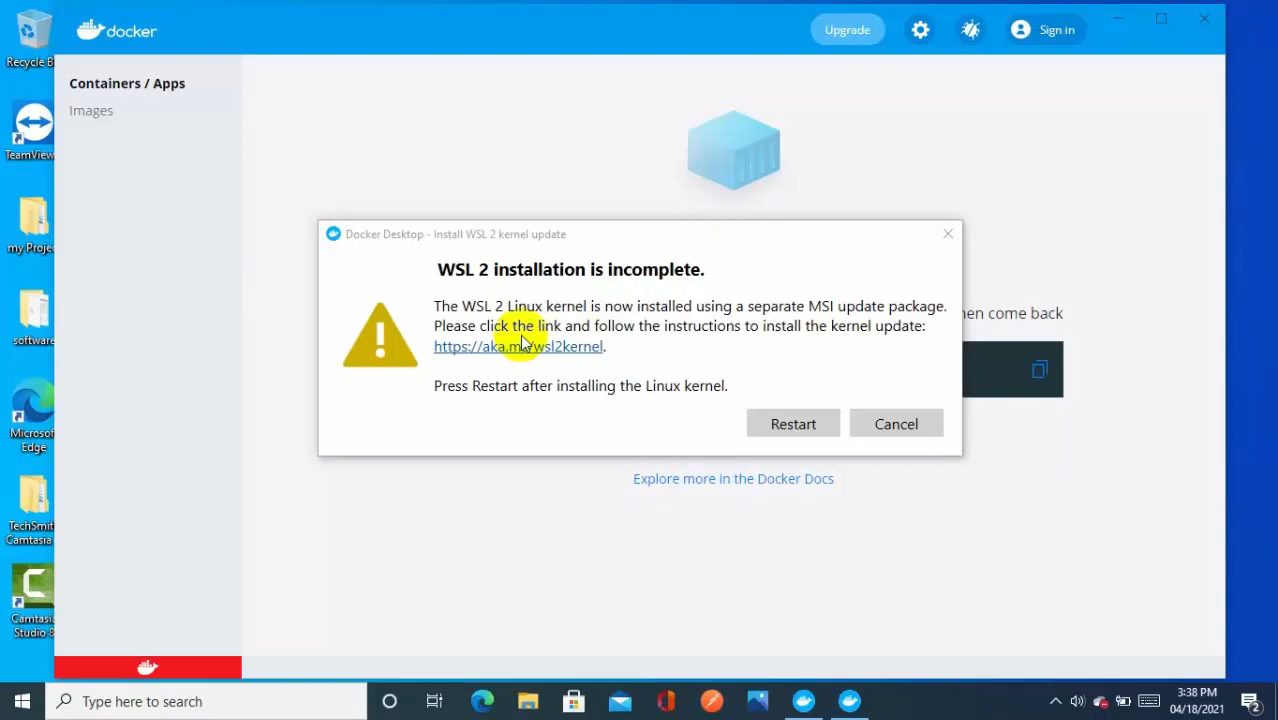 docker
Upgrade
Sign in
Recycle B
Containers / Apps
Images
TeamView
my Proje
software
Microsof
Edge
TechSmit
Camtasia
Camtasia
Studio 8
Docker Desktop - Install WSL 2 kernel update
WSL 2 installation is incomplete.
The WSL 2 Linux kernel is now installed using a separate MSI update package.
Please click the link and follow the instructions to install the kernel update:
https://aka.ms/wsl2kernel.
Press Restart after installing the Linux kernel.
Restart
Cancel
hen come back
Explore more in the Docker Docs
Type here to search
3:38 PM
04/18/2021
2